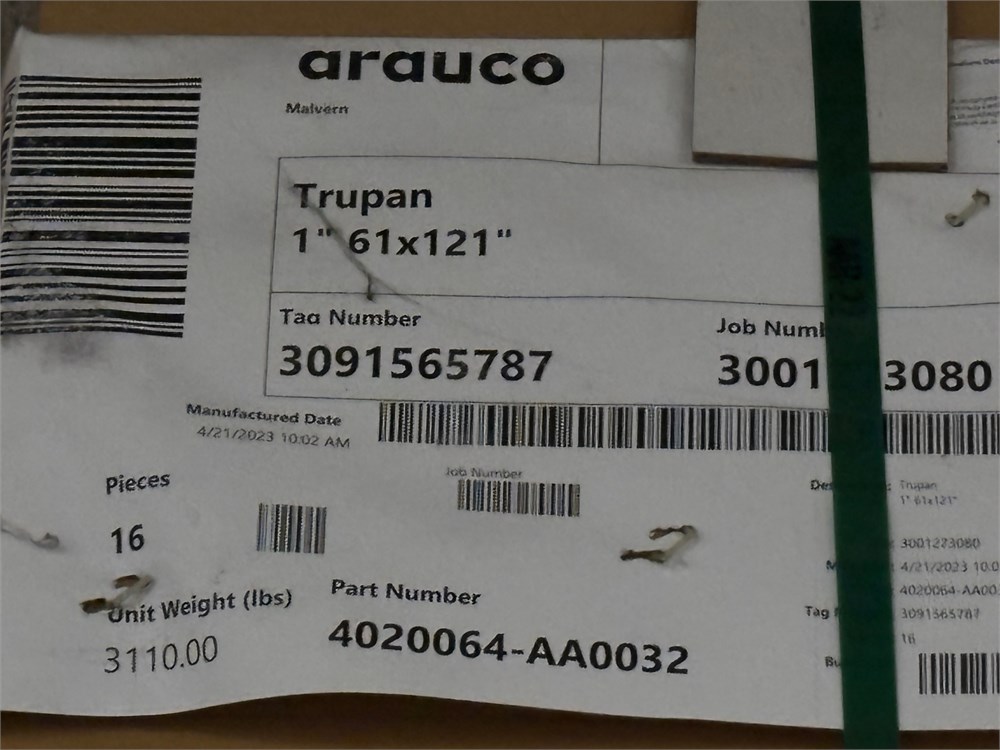 arauco
Malvern
Trupan
1" 61x121"
Tag Number
3091565787
Job Numb
3001 3080
Manufactured Date
4/21/2023 10:02 AM
Job Number
Pieces
16
Unit Weight (lbs)
3110.00
Part Number
4020064-AA0032
Des : Trupan
1" 61x121"
3001273080
M 4/21/2023 10:0
4020064-AA00
Tag 3091565787
16
Bu